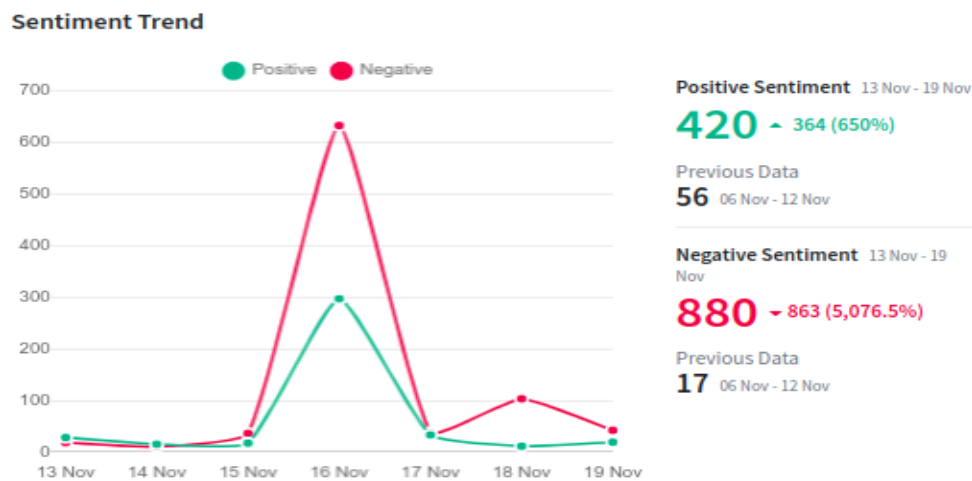 Sentiment Trend
Positive Negative
700
600
500
400
300
200
100
0
13 Nov 14 Nov 15 Nov 16 Nov 17 Nov 18 Nov 19 Nov
Positive Sentiment 13 Nov - 19 Nov
420 364 (650%)
Previous Data
56 06 Nov - 12 Nov
Negative Sentiment 13 Nov - 19
Nov
880 863 (5,076.5%)
Previous Data
17 06 Nov - 12 Nov